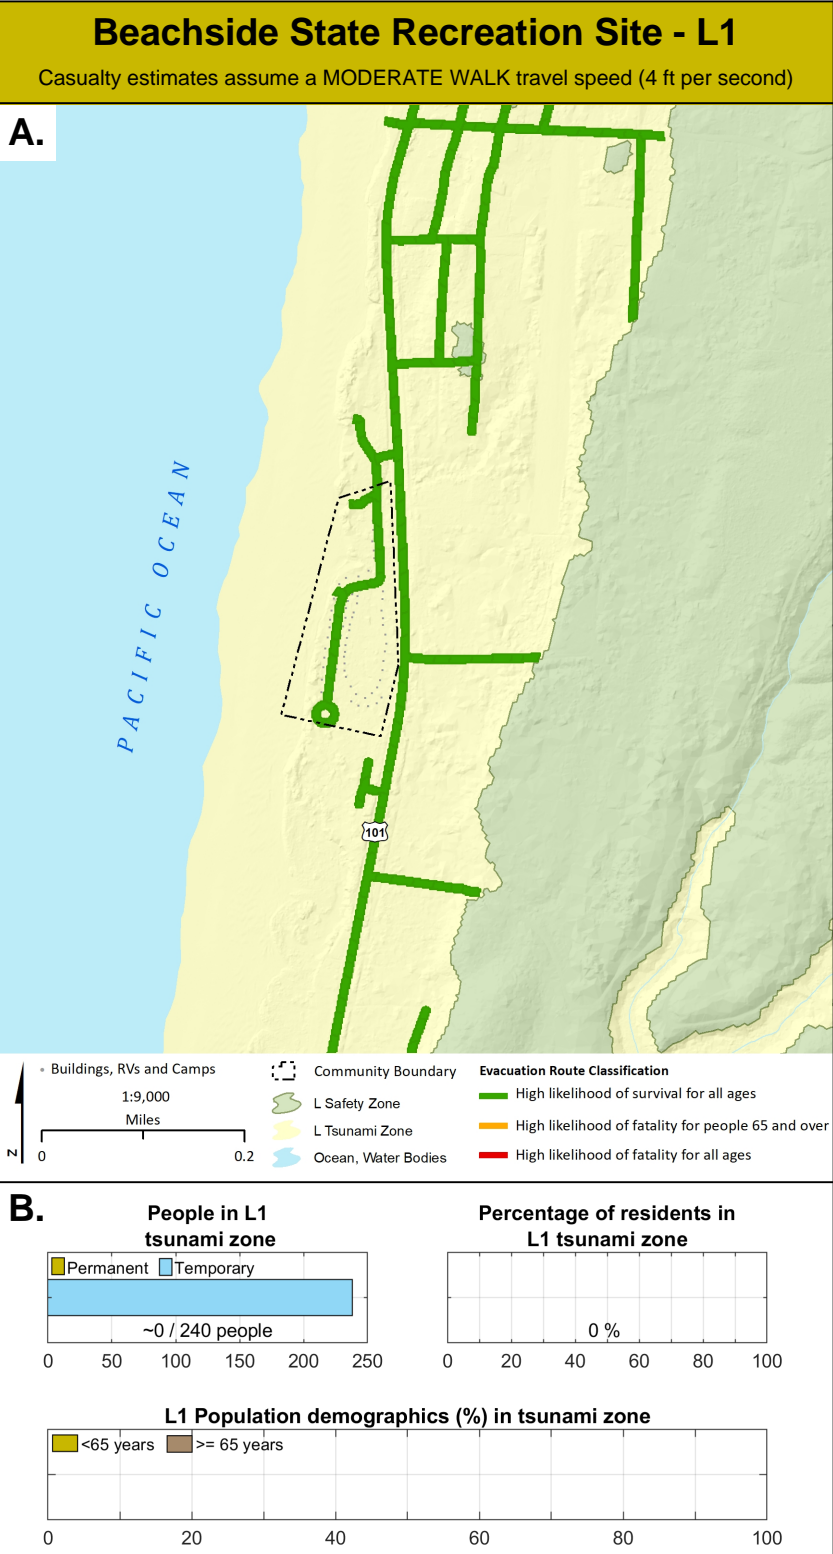 Beachside State Recreation Site - L1
Casualty estimates assume a MODERATE WALK travel speed (4 ft per second)
A.
PACIFIC OCEAN
101
Buildings, RVs and Camps
1:9,000
Miles
0 0.2
N
Community Boundary
L Safety Zone
L Tsunami Zone
Ocean, Water Bodies
Evacuation Route Classification
High likelihood of survival for all ages
High likelihood of fatality for people 65 and over
High likelihood of fatality for all ages
B.
People in L1
tsunami zone
Permanent Temporary
~0 / 240 people
0 50 100 150 200 250
Percentage of residents in
L1 tsunami zone
0 %
0 20 40 60 80 100
L1 Population demographics (%) in tsunami zone
<65 years >= 65 years
0 20 40 60 80 100